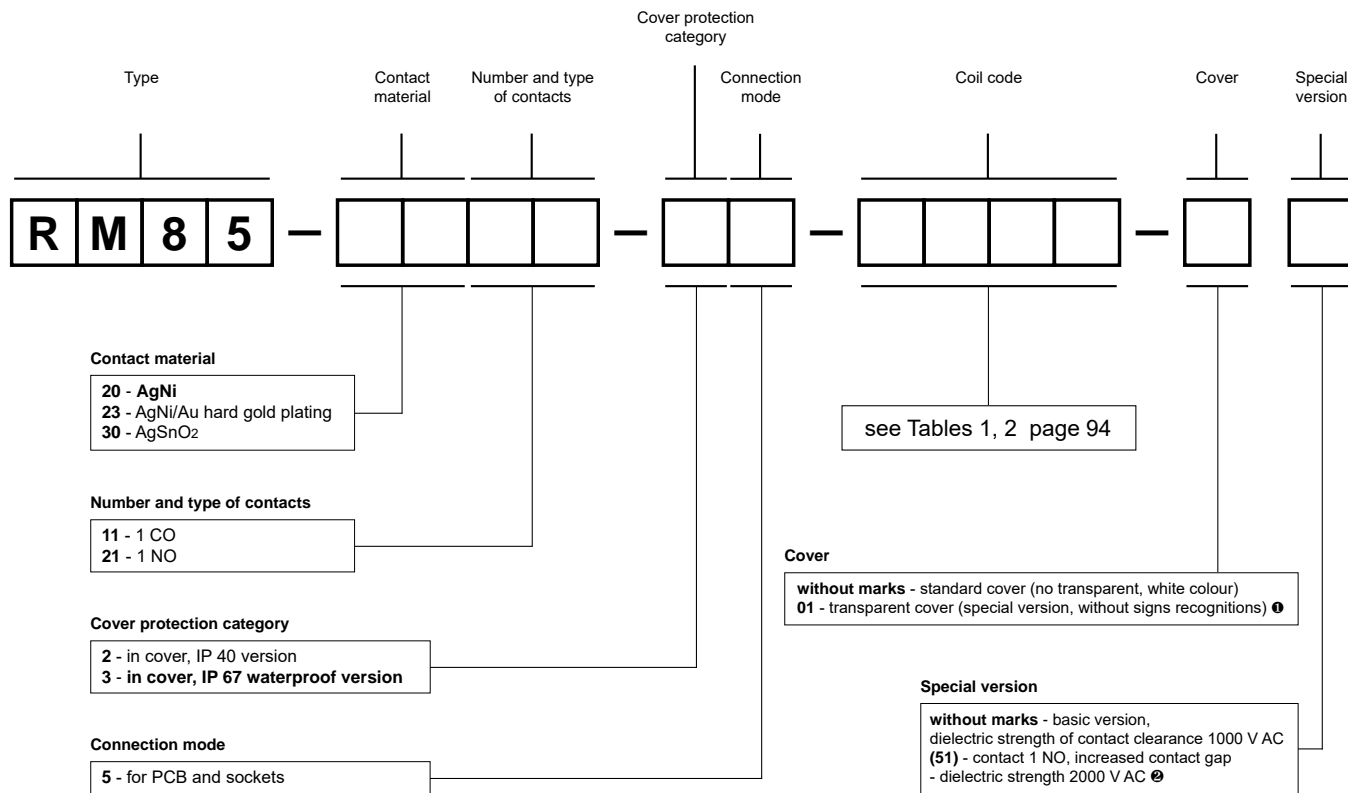 Cover protection
category
Type
Contact
material
Number and type
of contacts
Connection
mode
Coil code
Cover
Special
version
R M 8 5 – – – –
Contact material
20 - AgNi
23 - AgNi/Au hard gold plating
30 - AgSnO2
see Tables 1, 2 page 94
Number and type of contacts
11 - 1 CO
21 - 1 NO
Cover
without marks - standard cover (no transparent, white colour)
01 - transparent cover (special version, without signs recognitions) ❶
Cover protection category
2 - in cover, IP 40 version
3 - in cover, IP 67 waterproof version
Special version
without marks - basic version,
dielectric strength of contact clearance 1000 V AC
(51) - contact 1 NO, increased contact gap
- dielectric strength 2000 V AC ❷
Connection mode
5 - for PCB and sockets